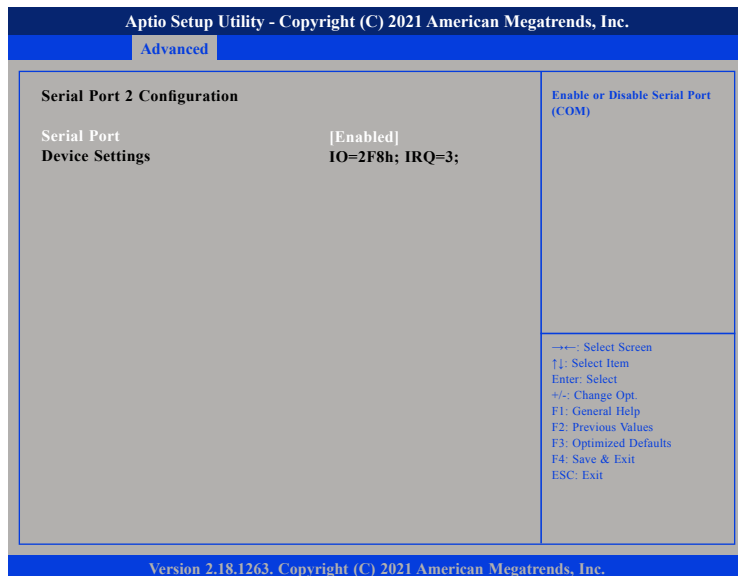 Aptio Setup Utility - Copyright (C) 2021 American Megatrends, Inc.
Advanced
Serial Port 2 Configuration
Serial Port [Enabled]
Device Settings IO=2F8h; IRQ=3;
Enable or Disable Serial Port
(COM)
→←: Select Screen
↑↓: Select Item
Enter: Select
+/-: Change Opt.
F1: General Help
F2: Previous Values
F3: Optimized Defaults
F4: Save & Exit
ESC: Exit
Version 2.18.1263. Copyright (C) 2021 American Megatrends, Inc.